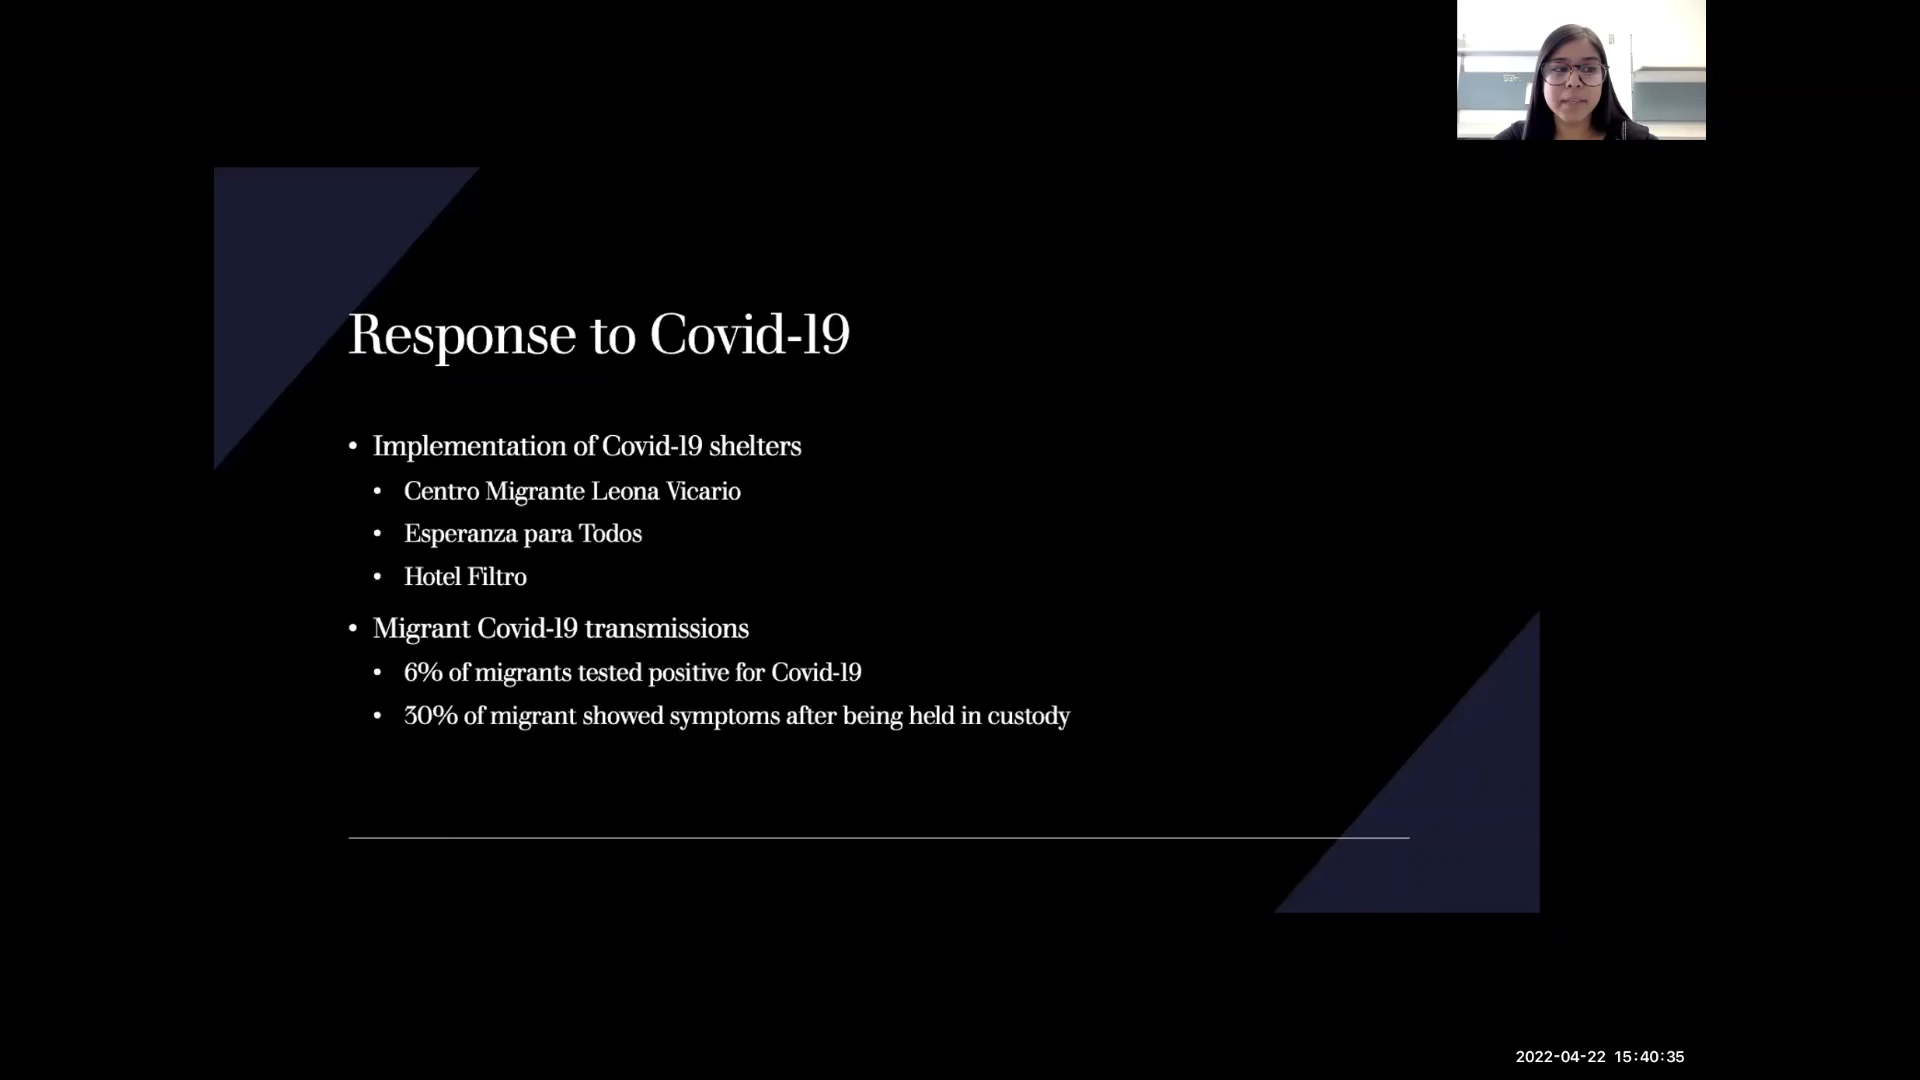 Response to Covid-19
• Implementation of Covid-19 shelters
• Centro Migrante Leona Vicario
• Esperanza para Todos
• Hotel Filtro
• Migrant Covid-19 transmissions
• 6% of migrants tested positive for Covid-19
• 30% of migrant showed symptoms after being held in custody
2022-04-22 15:40:35